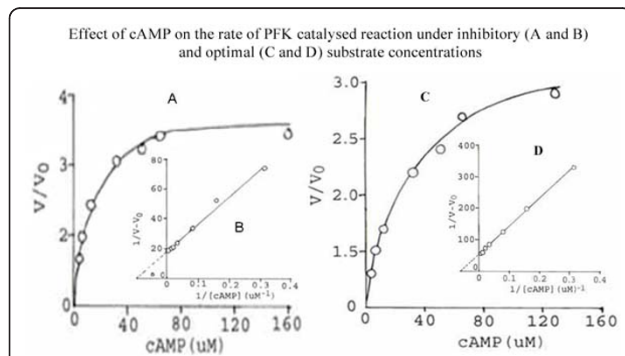 Effect of cAMP on the rate of PFK catalysed reaction under inhibitory (A and B)
and optimal (C and D) substrate concentrations
A
4
3
2
0
V/V₀
0 40 80 120 160
cAMP (uM)
B
80
60
40
20
0
1/V-V₀
0.1 0.2 0.3 0.4
1/[cAMP] (uM⁻¹)
C
3.0
2.5
1.5
0
V/V₀
0 40 80 120 160
cAMP (uM)
D
400
300
200
100
0
1/V-V₀
0 0.1 0.2 0.3 0.4
1/[cAMP] (uM)⁻¹